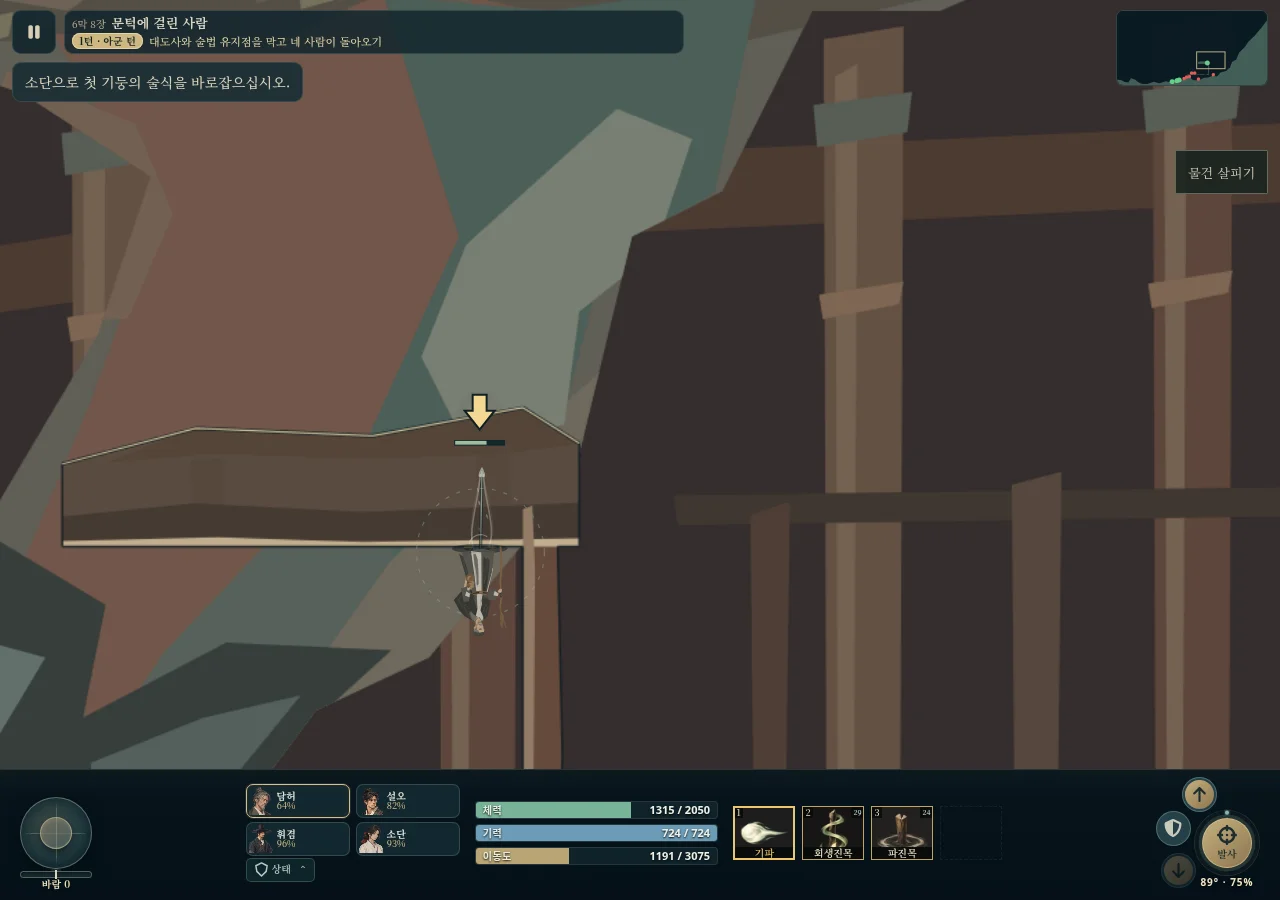 6막 8장 문턱에 걸린 사람
1턴 · 아군 턴 대도사와 술법 유지점을 막고 네 사람이 돌아오기
소단으로 첫 기둥의 술식을 바로잡으십시오.
물건 살피기
담허
64%
설오
82%
휘겸
96%
소단
93%
상태
체력 1315 / 2050
기력 724 / 724
이동도 1191 / 3075
1
기파
2 29
회생진목
3 24
파진목
발사
바람 0
89° · 75%